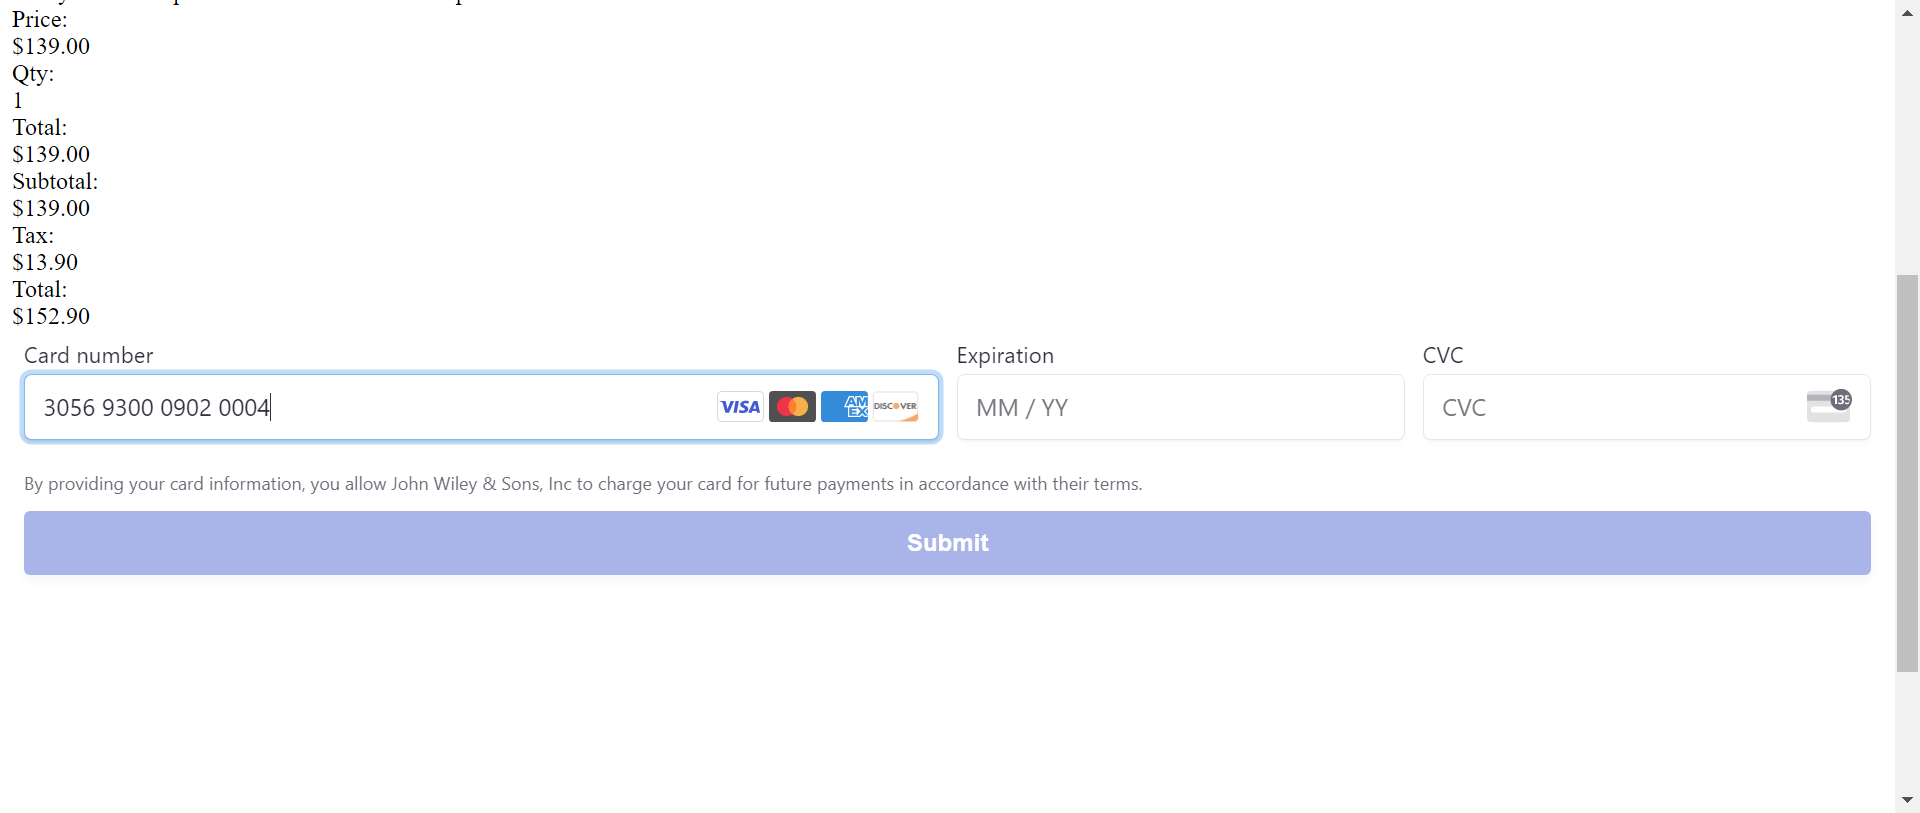 Price:
$139.00
Qty:
1
Total:
$139.00
Subtotal:
$139.00
Tax:
$13.90
Total:
$152.90
Card number
Expiration
CVC
3056 9300 0902 0004
VISA
AM EX
DISCOVER
MM / YY
CVC
135
By providing your card information, you allow John Wiley & Sons, Inc to charge your card for future payments in accordance with their terms.
Submit